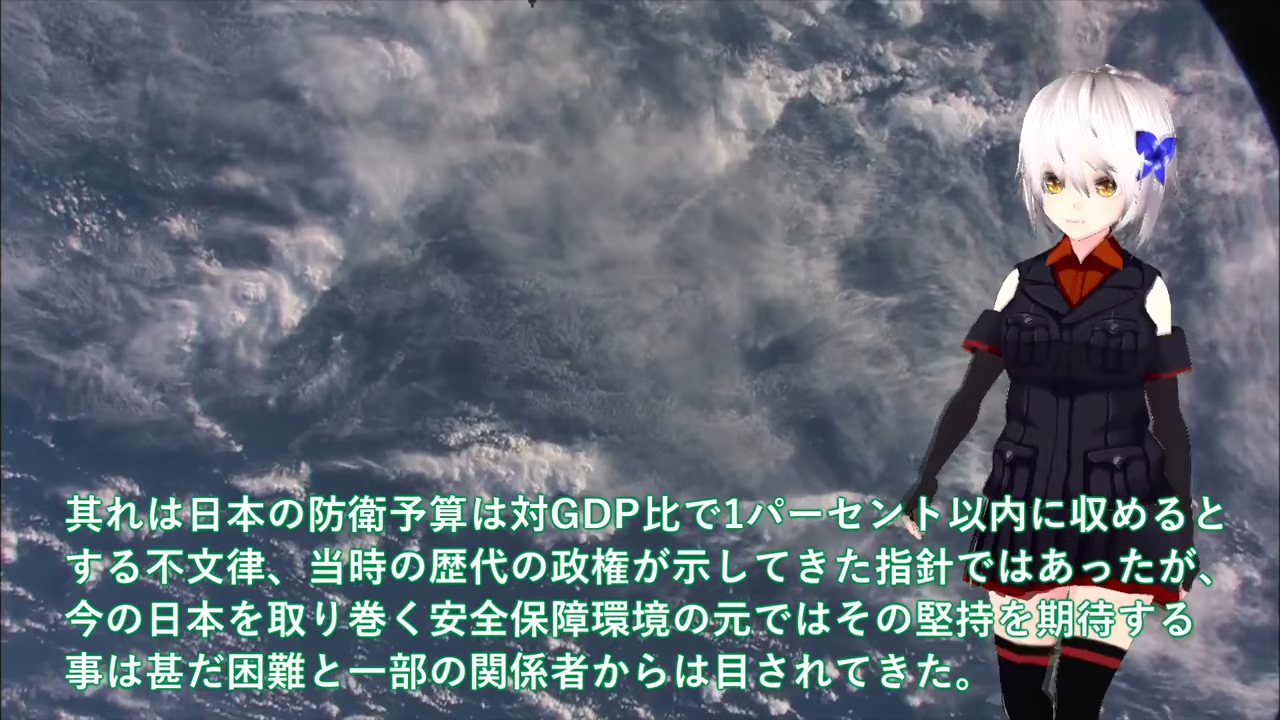 其れは日本の防衛予算は対GDP比で1パーセント以内に収めると
する不文律、当時の歴代の政権が示してきた指針ではあったが、
今の日本を取り巻く安全保障環境の元ではその堅持を期待する
事は甚だ困難と一部の関係者からは目されてきた。